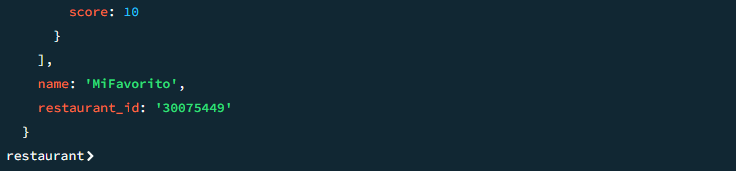 score: 10
}
],
name: 'MiFavorito',
restaurant_id: '30075449'
}
restaurant>